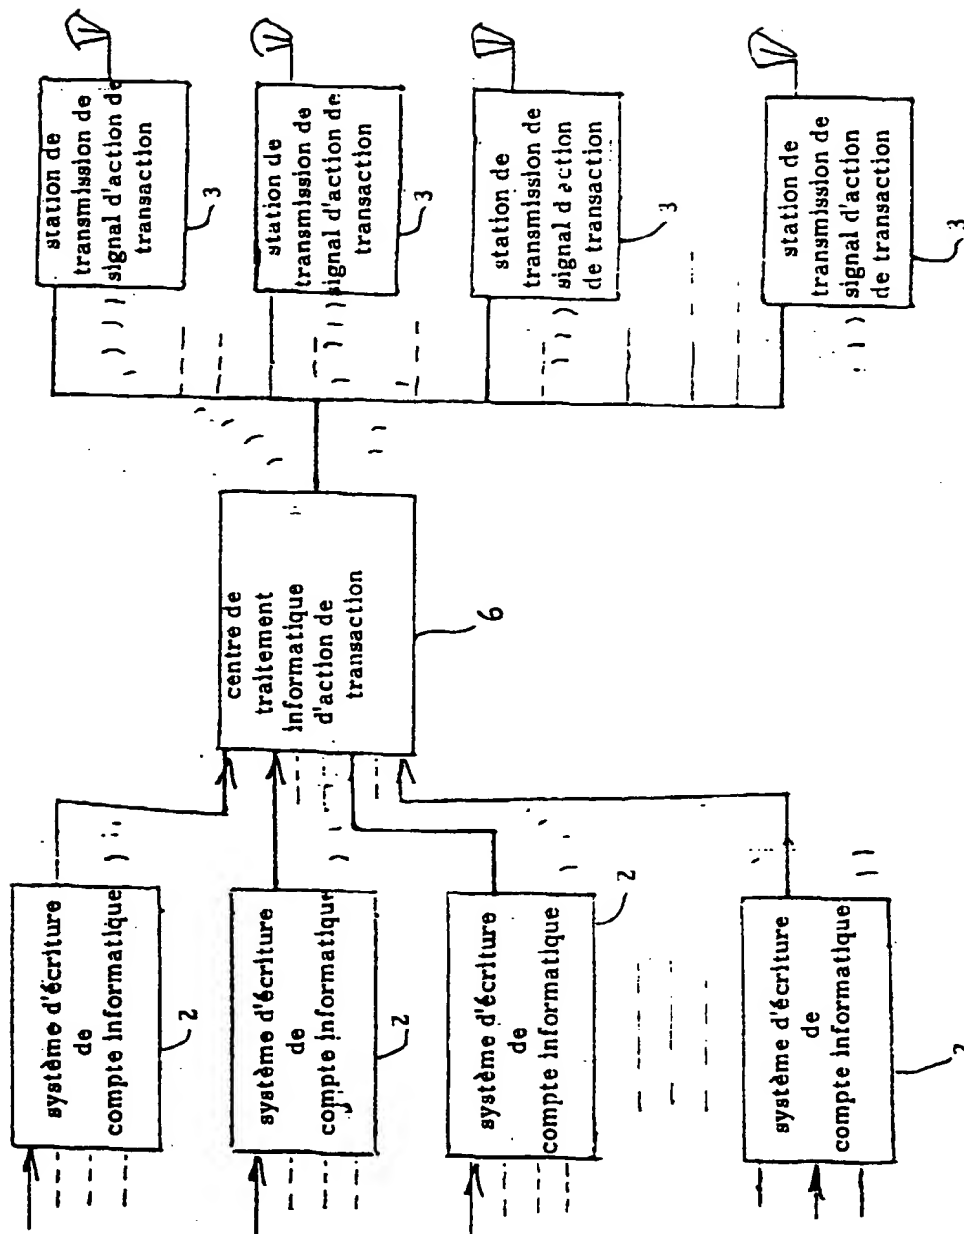 station de
transmission de
signal d'action de
transaction
3
station de
transmission de
signal d'action de
transaction
3
station de
transmission de
signal d'action
de transaction
3
station de
transmission de
signal d'action
de transaction
3
centre de
traitement
informatique
d'action de
transaction
6
système d'écriture
de
compte informatique
2
système d'écriture
de
compte informatique
2
système d'écriture
de
compte informatique
2
système d'écriture
de
compte informatique
2